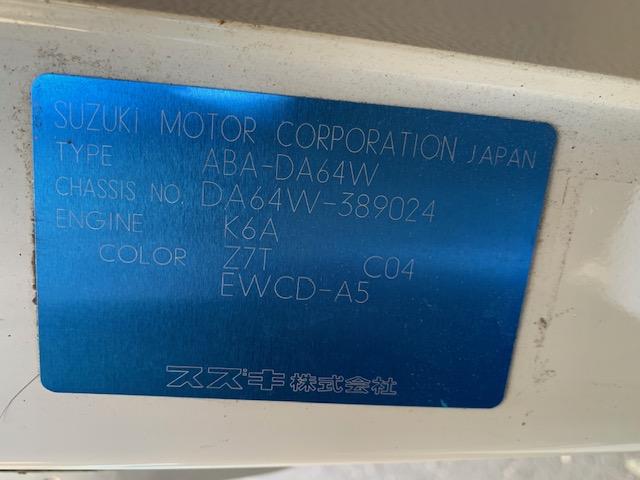 SUZUKI MOTOR CORPORATION JAPAN
TYPE ABA-DA64W
CHASSIS NO. DA64W-389024
ENGINE K6A
COLOR Z7T C04
EWCD-A5
スズキ株式会社